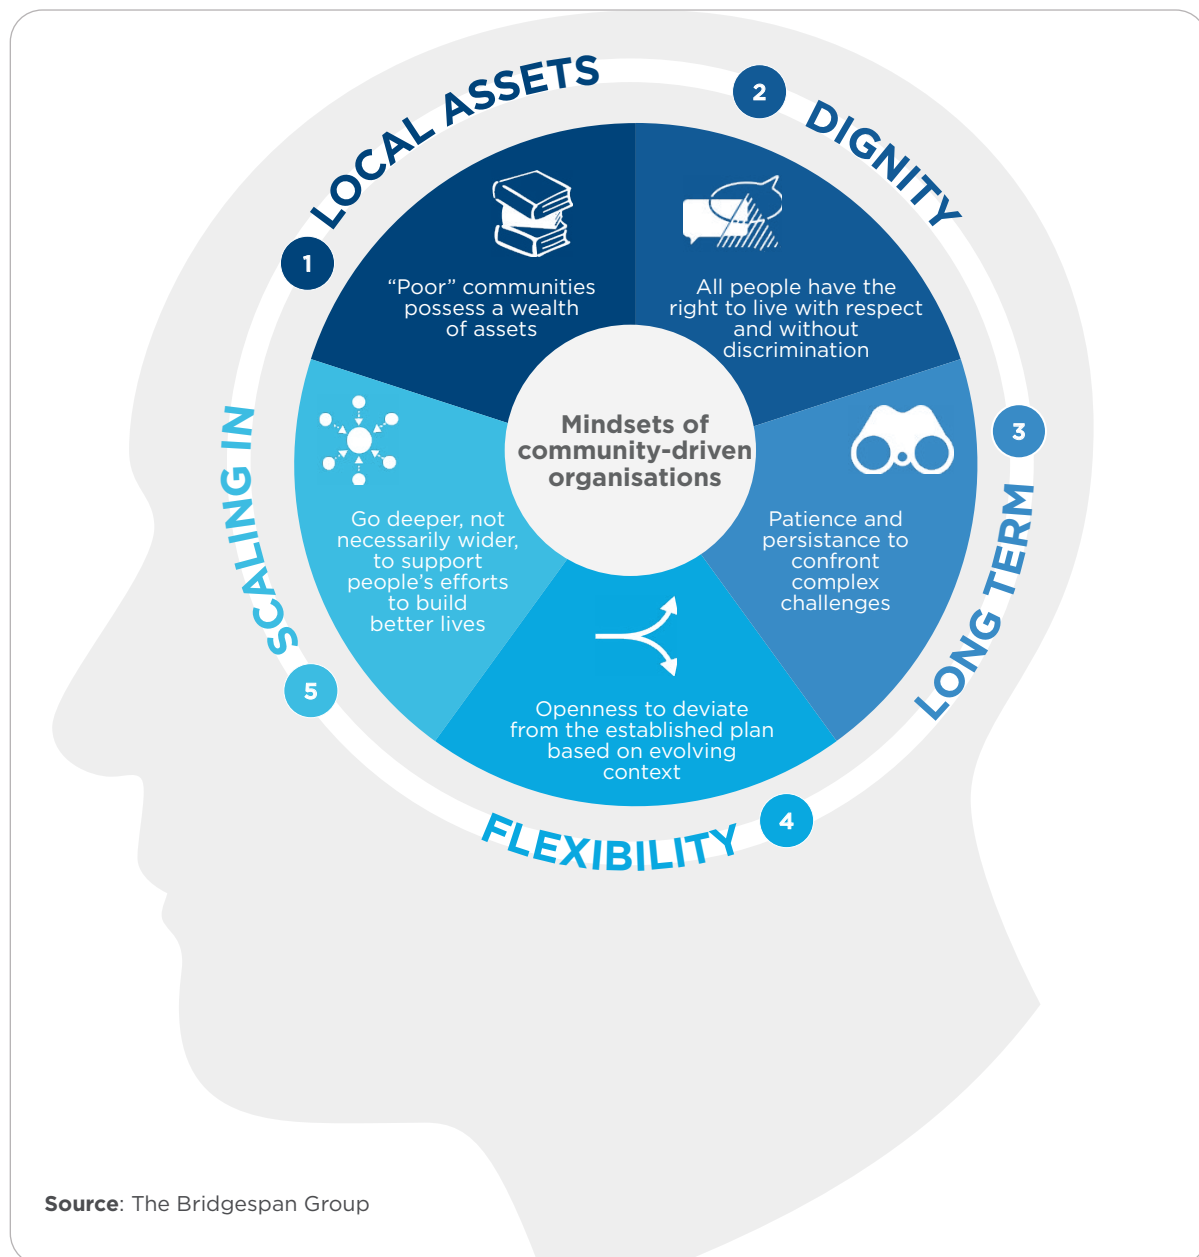 1
LOCAL ASSETS
“Poor” communities
possess a wealth
of assets
2
DIGNITY
All people have the
right to live with respect
and without
discrimination
Mindsets of
community-driven
organisations
3
LONG TERM
Patience and
persistance to
confront
complex
challenges
4
FLEXIBILITY
Openness to deviate
from the established plan
based on evolving
context
5
SCALING IN
Go deeper, not
necessarily wider,
to support
people’s efforts
to build
better lives
Source: The Bridgespan Group